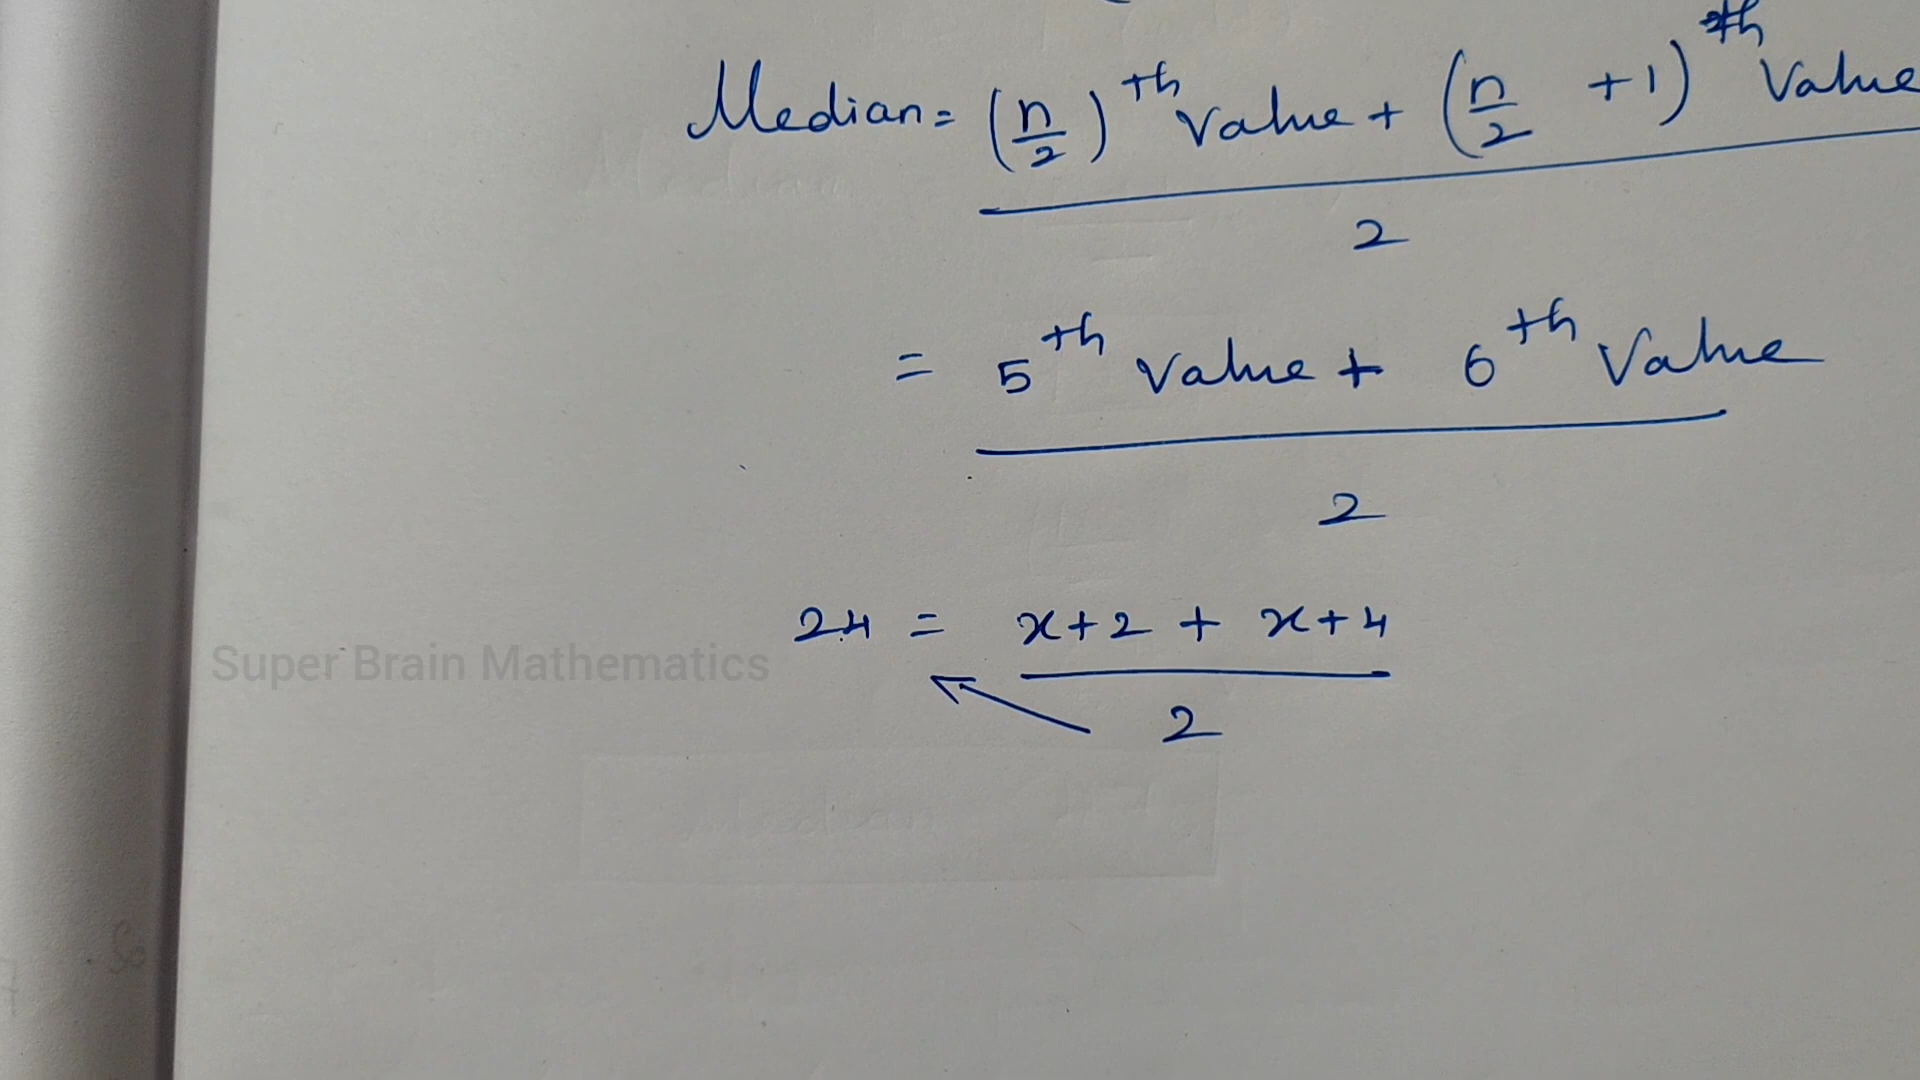 Median = (n/2)th Value + (n/2 + 1)th Value
2
= 5th Value + 6th Value
2
24 = x+2 + x+4
2
Super Brain Mathematics